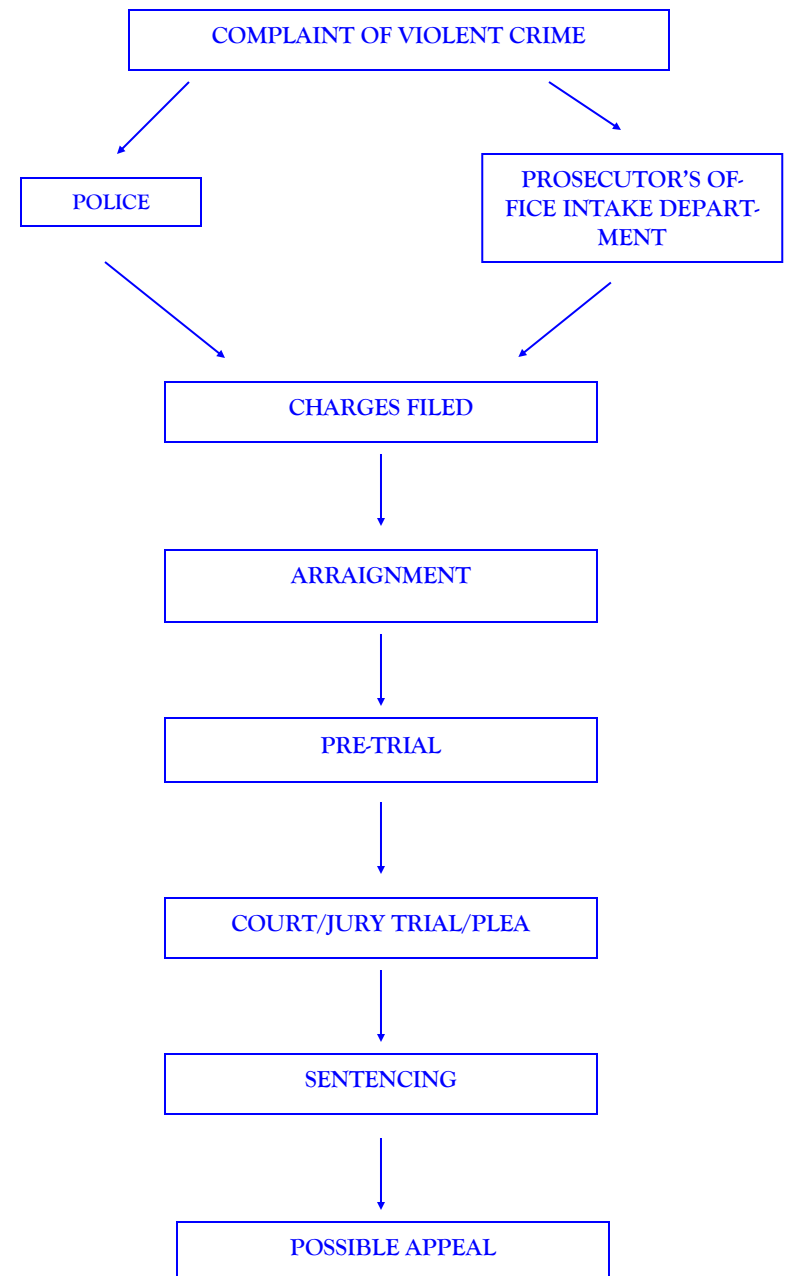 COMPLAINT OF VIOLENT CRIME
POLICE
PROSECUTOR’S OF-
FICE INTAKE DEPART-
MENT
CHARGES FILED
ARRAIGNMENT
PRE-TRIAL
COURT/JURY TRIAL/PLEA
SENTENCING
POSSIBLE APPEAL